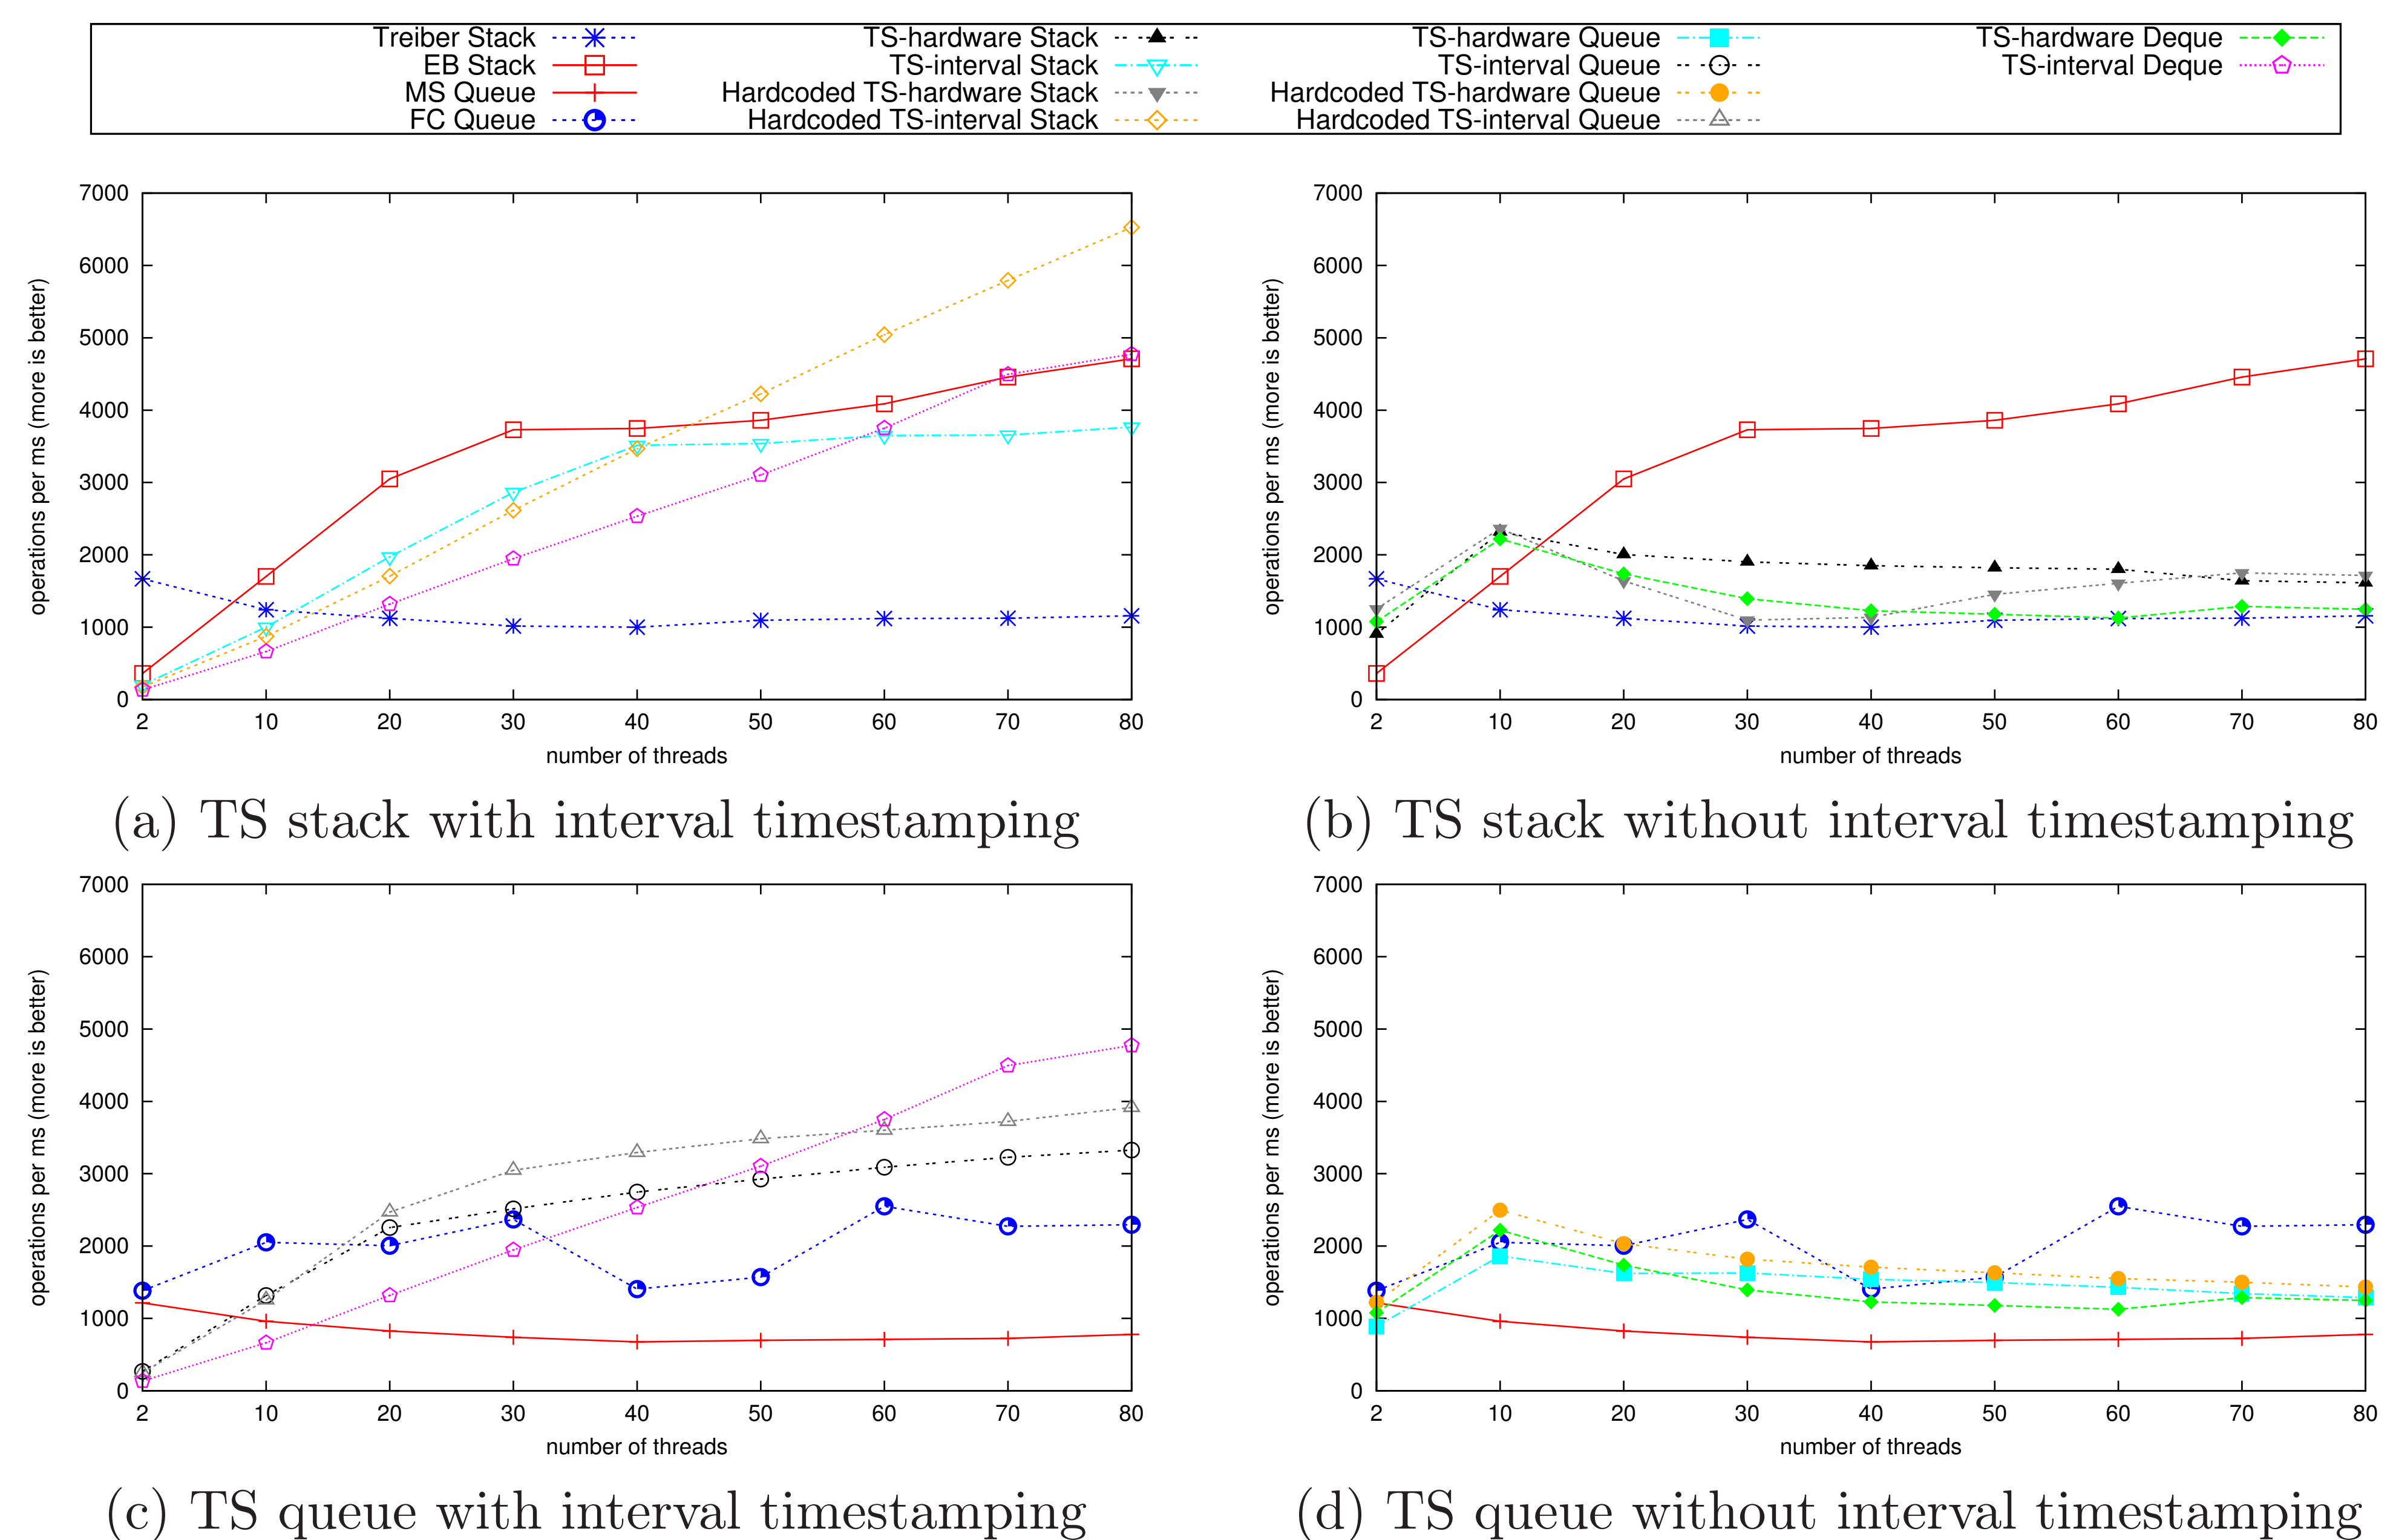 Treiber Stack TS-hardware Stack TS-hardware Queue TS-hardware Deque
EB Stack TS-interval Stack TS-interval Queue TS-interval Deque
MS Queue Hardcoded TS-hardware Stack Hardcoded TS-hardware Queue
FC Queue Hardcoded TS-interval Stack Hardcoded TS-interval Queue
7000
6000
5000
4000
3000
2000
1000
0
operations per ms (more is better)
2 10 20 30 40 50 60 70 80
number of threads
(a) TS stack with interval timestamping
7000
6000
5000
4000
3000
2000
1000
0
operations per ms (more is better)
2 10 20 30 40 50 60 70 80
number of threads
(b) TS stack without interval timestamping
7000
6000
5000
4000
3000
2000
1000
0
operations per ms (more is better)
2 10 20 30 40 50 60 70 80
number of threads
(c) TS queue with interval timestamping
7000
6000
5000
4000
3000
2000
1000
0
operations per ms (more is better)
2 10 20 30 40 50 60 70 80
number of threads
(d) TS queue without interval timestamping